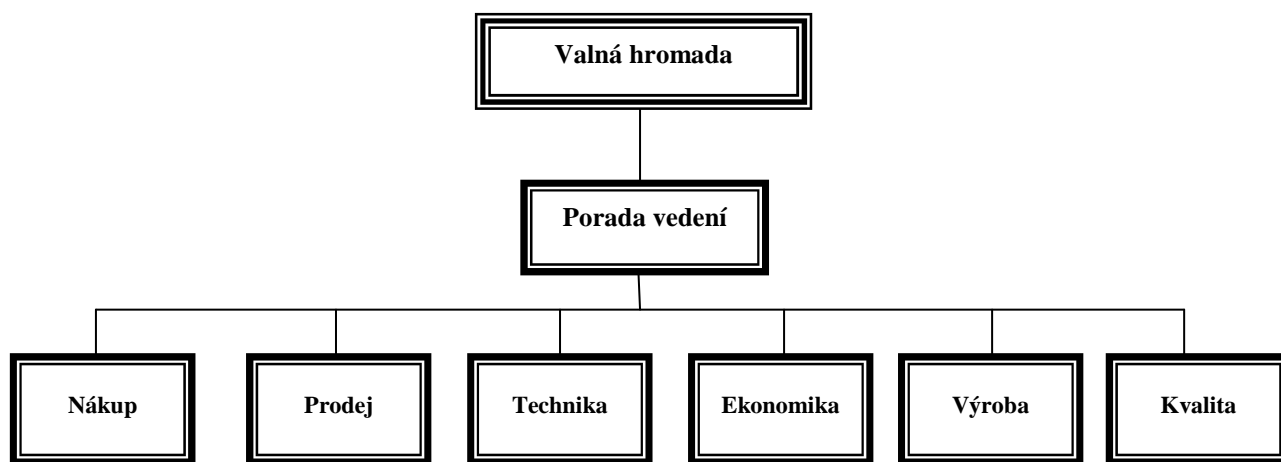 Valná hromada
Porada vedení
Nákup
Prodej
Technika
Ekonomika
Výroba
Kvalita